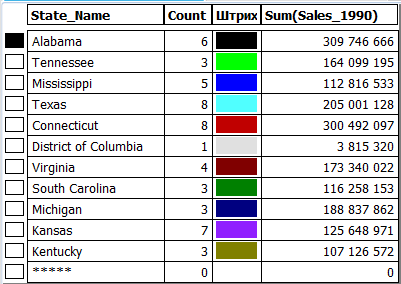 State_Name Count Штрих Sum(Sales_1990)
Alabama 6 309 746 666
Tennessee 3 164 099 195
Mississippi 5 112 816 533
Texas 8 205 001 128
Connecticut 8 300 492 097
District of Columbia 1 3 815 320
Virginia 4 173 340 022
South Carolina 3 116 258 153
Michigan 3 188 837 862
Kansas 7 125 648 971
Kentucky 3 107 126 572
***** 0 0